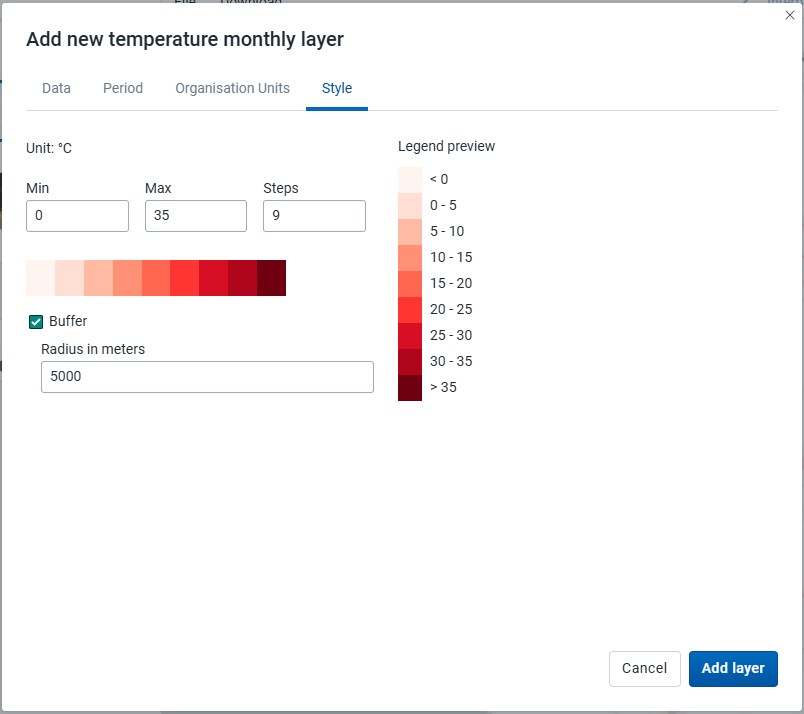 File Download
Add new temperature monthly layer
Data Period Organisation Units Style
Unit: °C
Min Max Steps
0 35 9
Buffer
Radius in meters
5000
Legend preview
< 0
0 - 5
5 - 10
10 - 15
15 - 20
20 - 25
25 - 30
30 - 35
> 35
Cancel Add layer